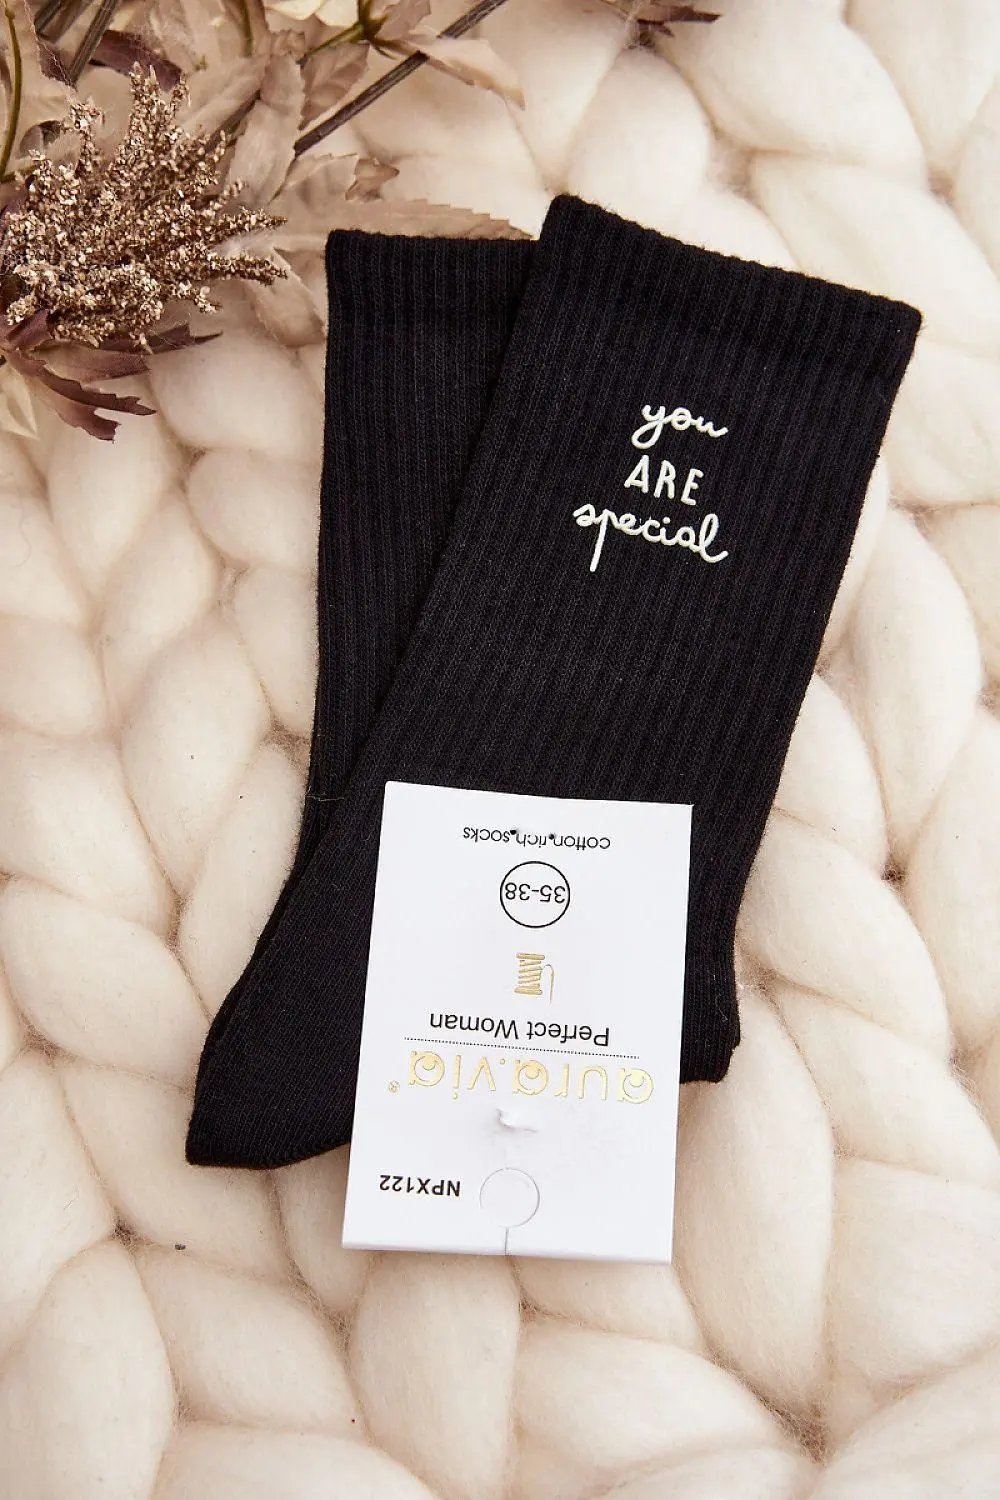 you
ARE
special
NPX122
aura.via®
Perfect Woman
35-38
cotton rich socks